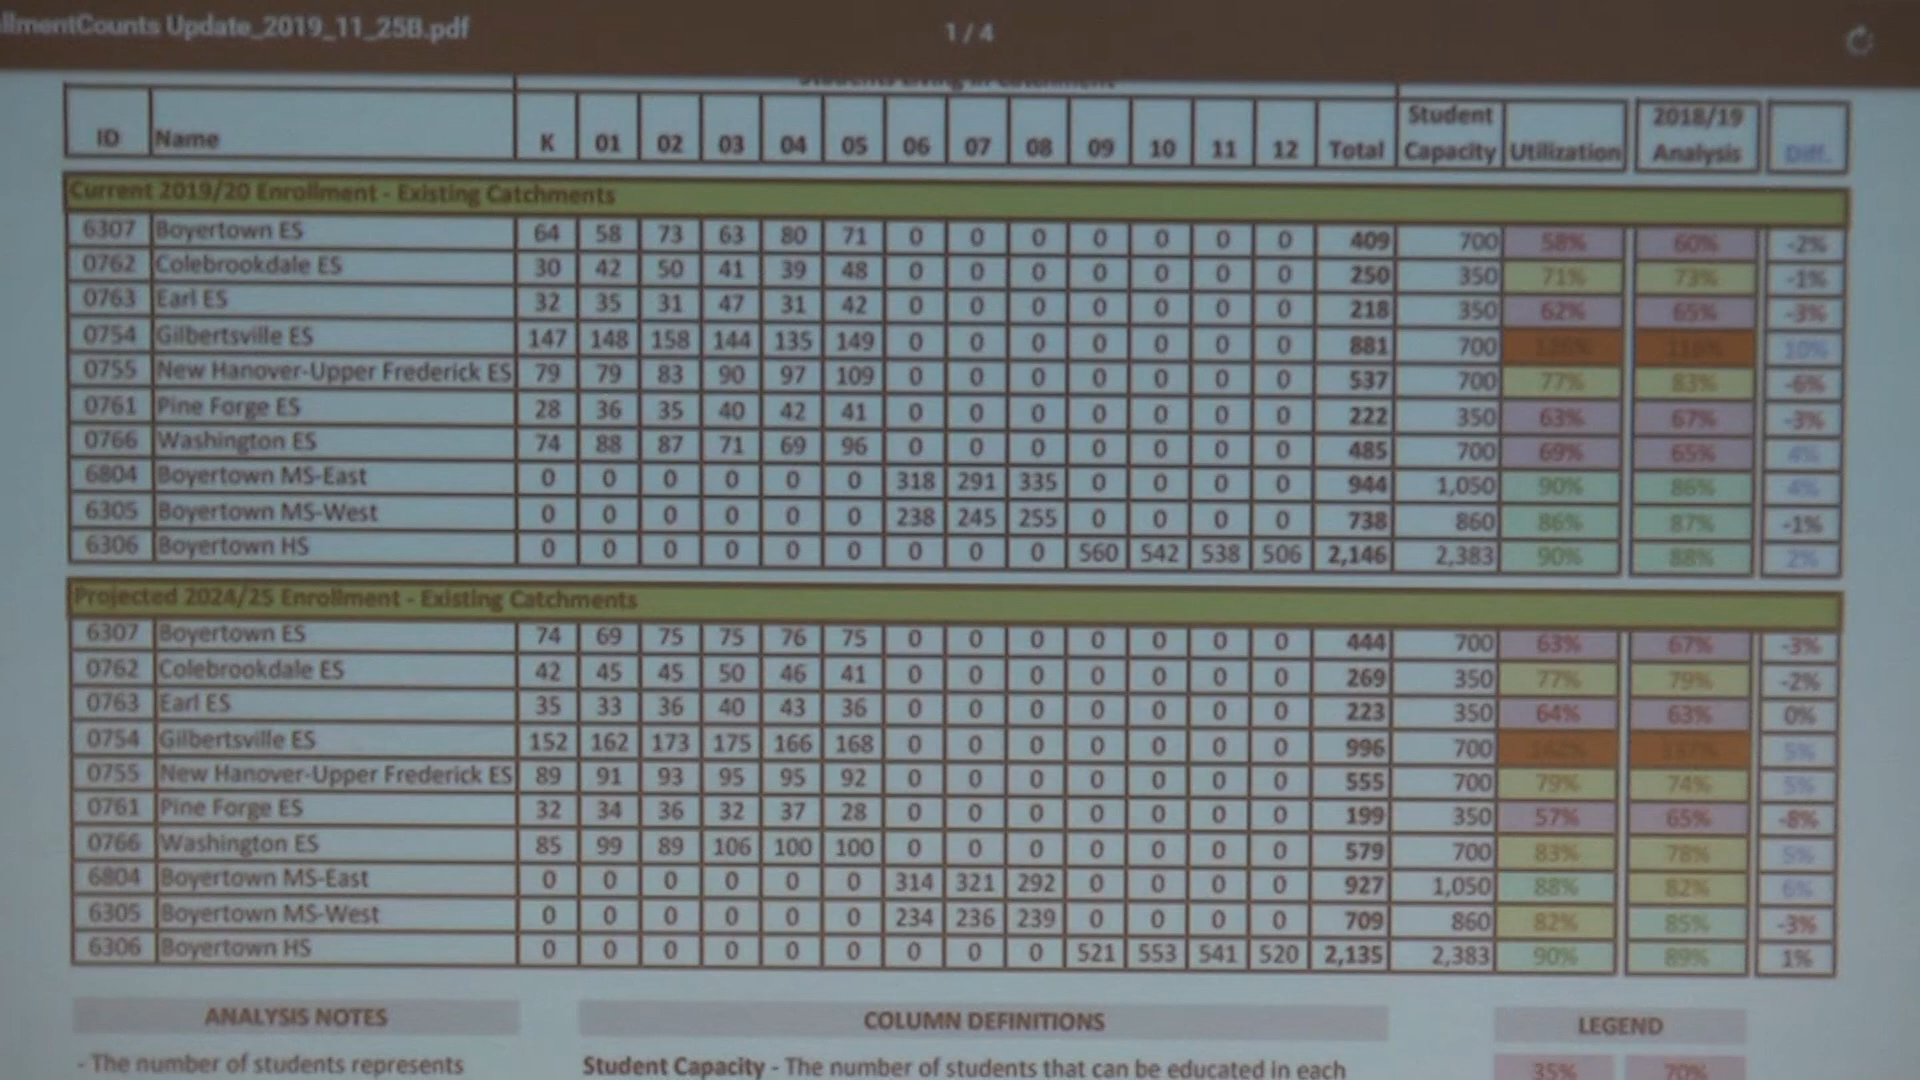 llmentCounts Update_2019_11_25B.pdf 1 / 4
Students Living in Catchment
ID Name K 01 02 03 04 05 06 07 08 09 10 11 12 Total Student Capacity Utilization 2018/19 Analysis Diff.
Current 2019/20 Enrollment - Existing Catchments
6307 Boyertown ES 64 58 73 63 80 71 0 0 0 0 0 0 0 409 700 58% 60% -2%
0762 Colebrookdale ES 30 42 50 41 39 48 0 0 0 0 0 0 0 250 350 71% 73% -1%
0763 Earl ES 32 35 31 47 31 42 0 0 0 0 0 0 0 218 350 62% 65% -3%
0754 Gilbertsville ES 147 148 158 144 135 149 0 0 0 0 0 0 0 881 700 126% 116% 10%
0755 New Hanover-Upper Frederick ES 79 79 83 90 97 109 0 0 0 0 0 0 0 537 700 77% 83% -6%
0761 Pine Forge ES 28 36 35 40 42 41 0 0 0 0 0 0 0 222 350 63% 67% -3%
0766 Washington ES 74 88 87 71 69 96 0 0 0 0 0 0 0 485 700 69% 65% 4%
6804 Boyertown MS-East 0 0 0 0 0 0 318 291 335 0 0 0 0 944 1,050 90% 86% 4%
6305 Boyertown MS-West 0 0 0 0 0 0 238 245 255 0 0 0 0 738 860 86% 87% -1%
6306 Boyertown HS 0 0 0 0 0 0 0 0 0 560 542 538 506 2,146 2,383 90% 88% 2%
Projected 2024/25 Enrollment - Existing Catchments
6307 Boyertown ES 74 69 75 75 76 75 0 0 0 0 0 0 0 444 700 63% 67% -3%
0762 Colebrookdale ES 42 45 45 50 46 41 0 0 0 0 0 0 0 269 350 77% 79% -2%
0763 Earl ES 35 33 36 40 43 36 0 0 0 0 0 0 0 223 350 64% 63% 0%
0754 Gilbertsville ES 152 162 173 175 166 168 0 0 0 0 0 0 0 996 700 142% 137% 5%
0755 New Hanover-Upper Frederick ES 89 91 93 95 95 92 0 0 0 0 0 0 0 555 700 79% 74% 5%
0761 Pine Forge ES 32 34 36 32 37 28 0 0 0 0 0 0 0 199 350 57% 65% -8%
0766 Washington ES 85 99 89 106 100 100 0 0 0 0 0 0 0 579 700 83% 78% 5%
6804 Boyertown MS-East 0 0 0 0 0 0 314 321 292 0 0 0 0 927 1,050 88% 82% 6%
6305 Boyertown MS-West 0 0 0 0 0 0 234 236 239 0 0 0 0 709 860 82% 85% -3%
6306 Boyertown HS 0 0 0 0 0 0 0 0 0 521 553 541 520 2,135 2,383 90% 89% 1%
ANALYSIS NOTES COLUMN DEFINITIONS LEGEND
- The number of students represents Student Capacity - The number of students that can be educated in each 35% 70%